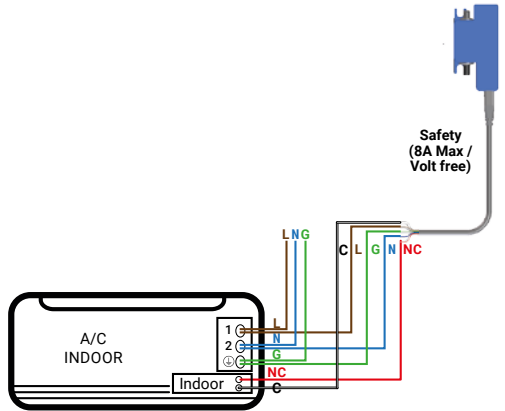 Safety
(8A Max /
Volt free)
L N G
C L G N NC
A/C
INDOOR
1
2
L
N
G
NC
C
Indoor